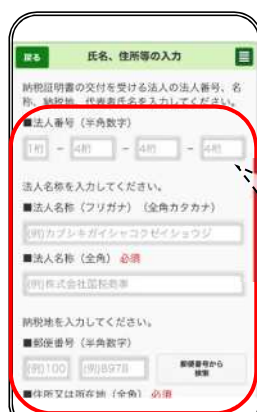 戻る 氏名、住所等の入力
納税証明書の交付を受ける法人の法人番号、名
称、納税地、代表者氏名を入力してください。
■法人番号（半角数字）
1桁 － 4桁 － 4桁 － 4桁
法人名称を入力してください。
■法人名称（フリガナ）（全角カタカナ）
(例)カブシキガイシャコクゼイショウジ
■法人名称（全角） 必須
(例)株式会社国税商事
納税地を入力してください。
■郵便番号（半角数字）
(例)100 (例)8978 郵便番号から
検索
■住所又は所在地（全角） 必須